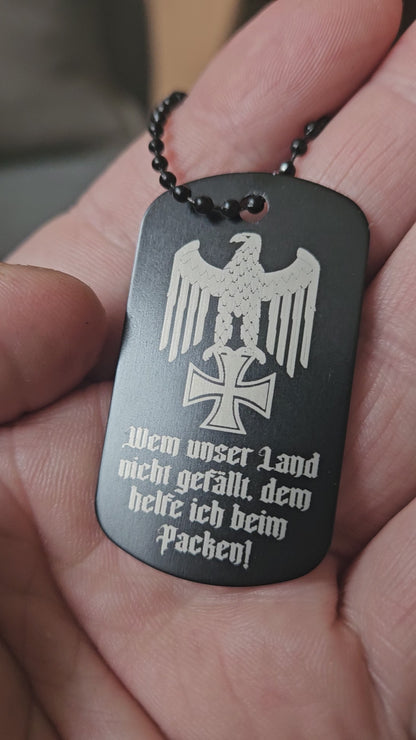 Wem unser Land
nicht gefällt, dem
helfe ich beim
Packen!